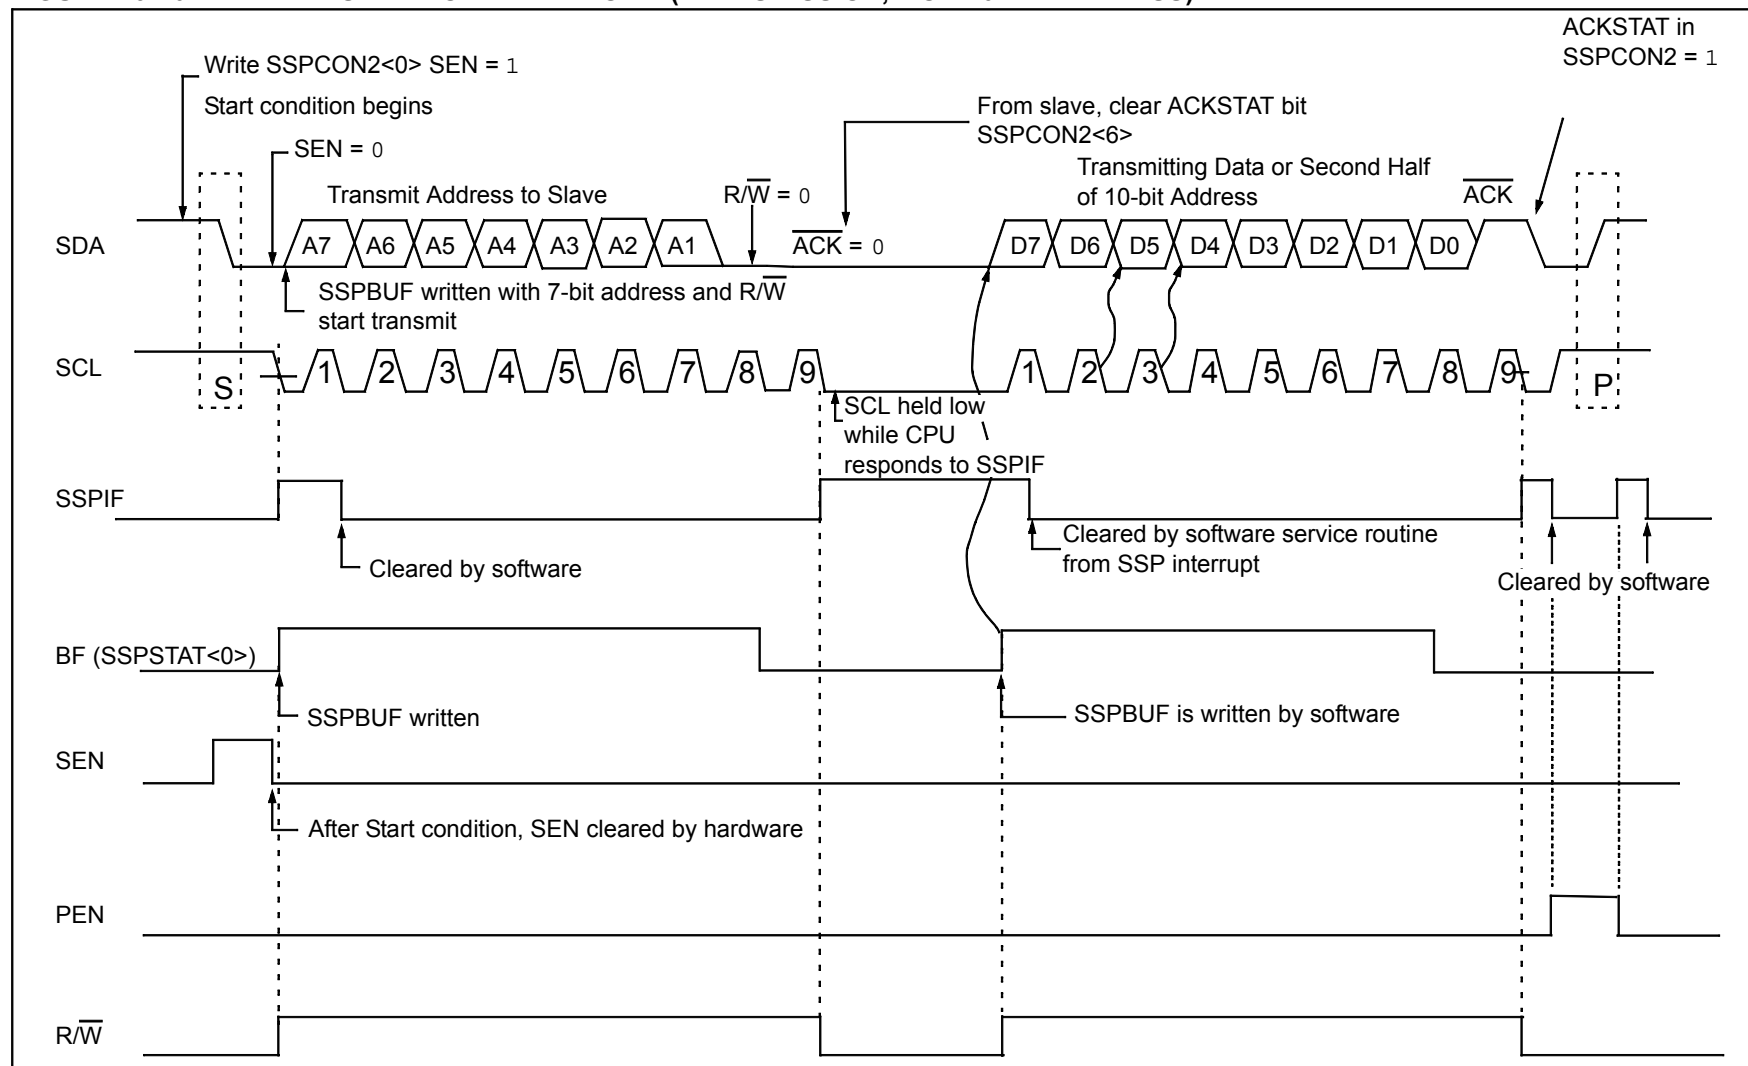 ACKSTAT in
SSPCON2 = 1
Write SSPCON2<0> SEN = 1
Start condition begins
From slave, clear ACKSTAT bit
SSPCON2<6>
SEN = 0
Transmit Address to Slave
R/W̅ = 0
Transmitting Data or Second Half
of 10-bit Address
A̅C̅K̅
SDA
A7 A6 A5 A4 A3 A2 A1
A̅C̅K̅ = 0
D7 D6 D5 D4 D3 D2 D1 D0
SSPBUF written with 7-bit address and R/W̅
start transmit
SCL
S
1 2 3 4 5 6 7 8 9
1 2 3 4 5 6 7 8 9
P
SCL held low
while CPU
responds to SSPIF
SSPIF
Cleared by software
Cleared by software service routine
from SSP interrupt
Cleared by software
BF (SSPSTAT<0>)
SSPBUF written
SSPBUF is written by software
SEN
After Start condition, SEN cleared by hardware
PEN
R/W̅